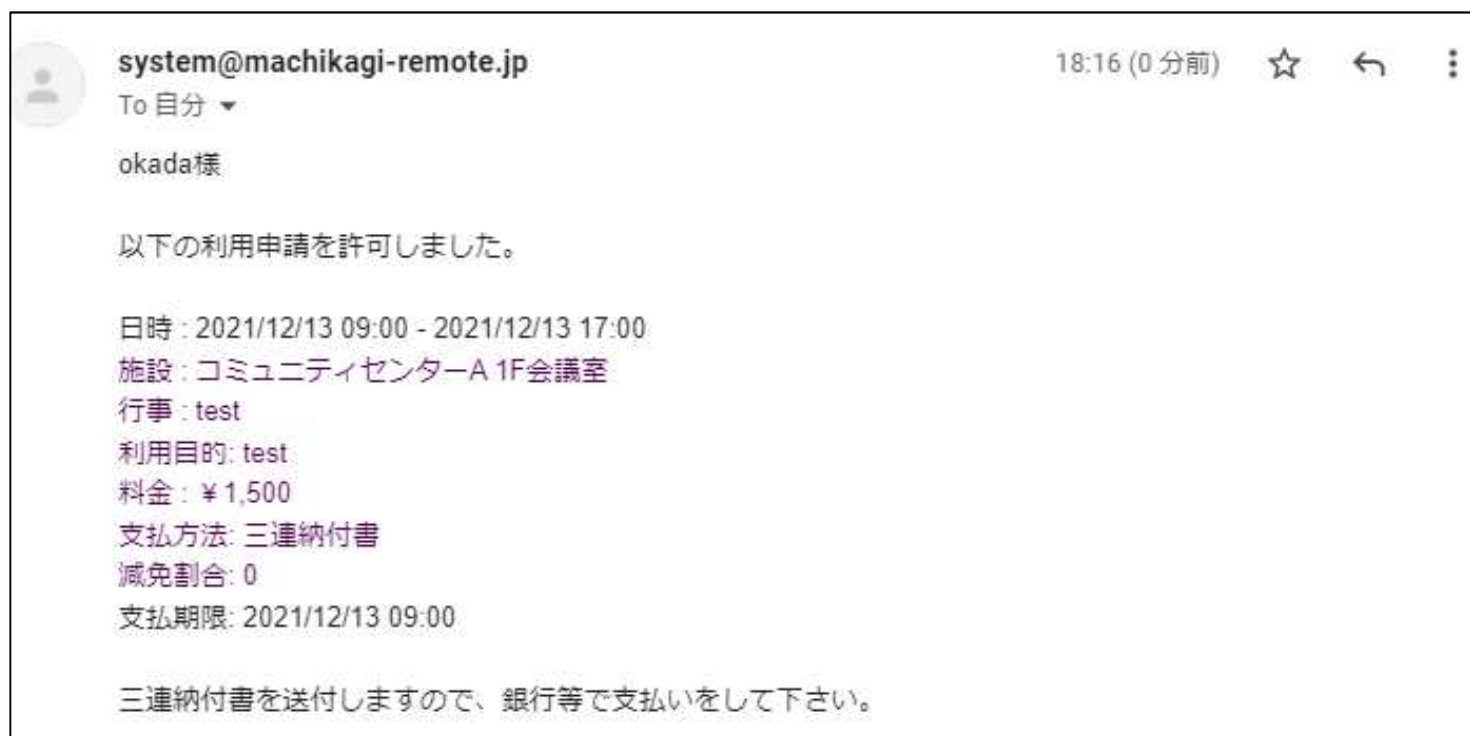 system@machikagi-remote.jp 18:16 (0 分前)
To 自分
okada様
以下の利用申請を許可しました。
日時 : 2021/12/13 09:00 - 2021/12/13 17:00
施設 : コミュニティセンターA 1F会議室
行事 : test
利用目的: test
料金 : ¥1,500
支払方法: 三連納付書
減免割合: 0
支払期限: 2021/12/13 09:00
三連納付書を送付しますので、銀行等で支払いをして下さい。